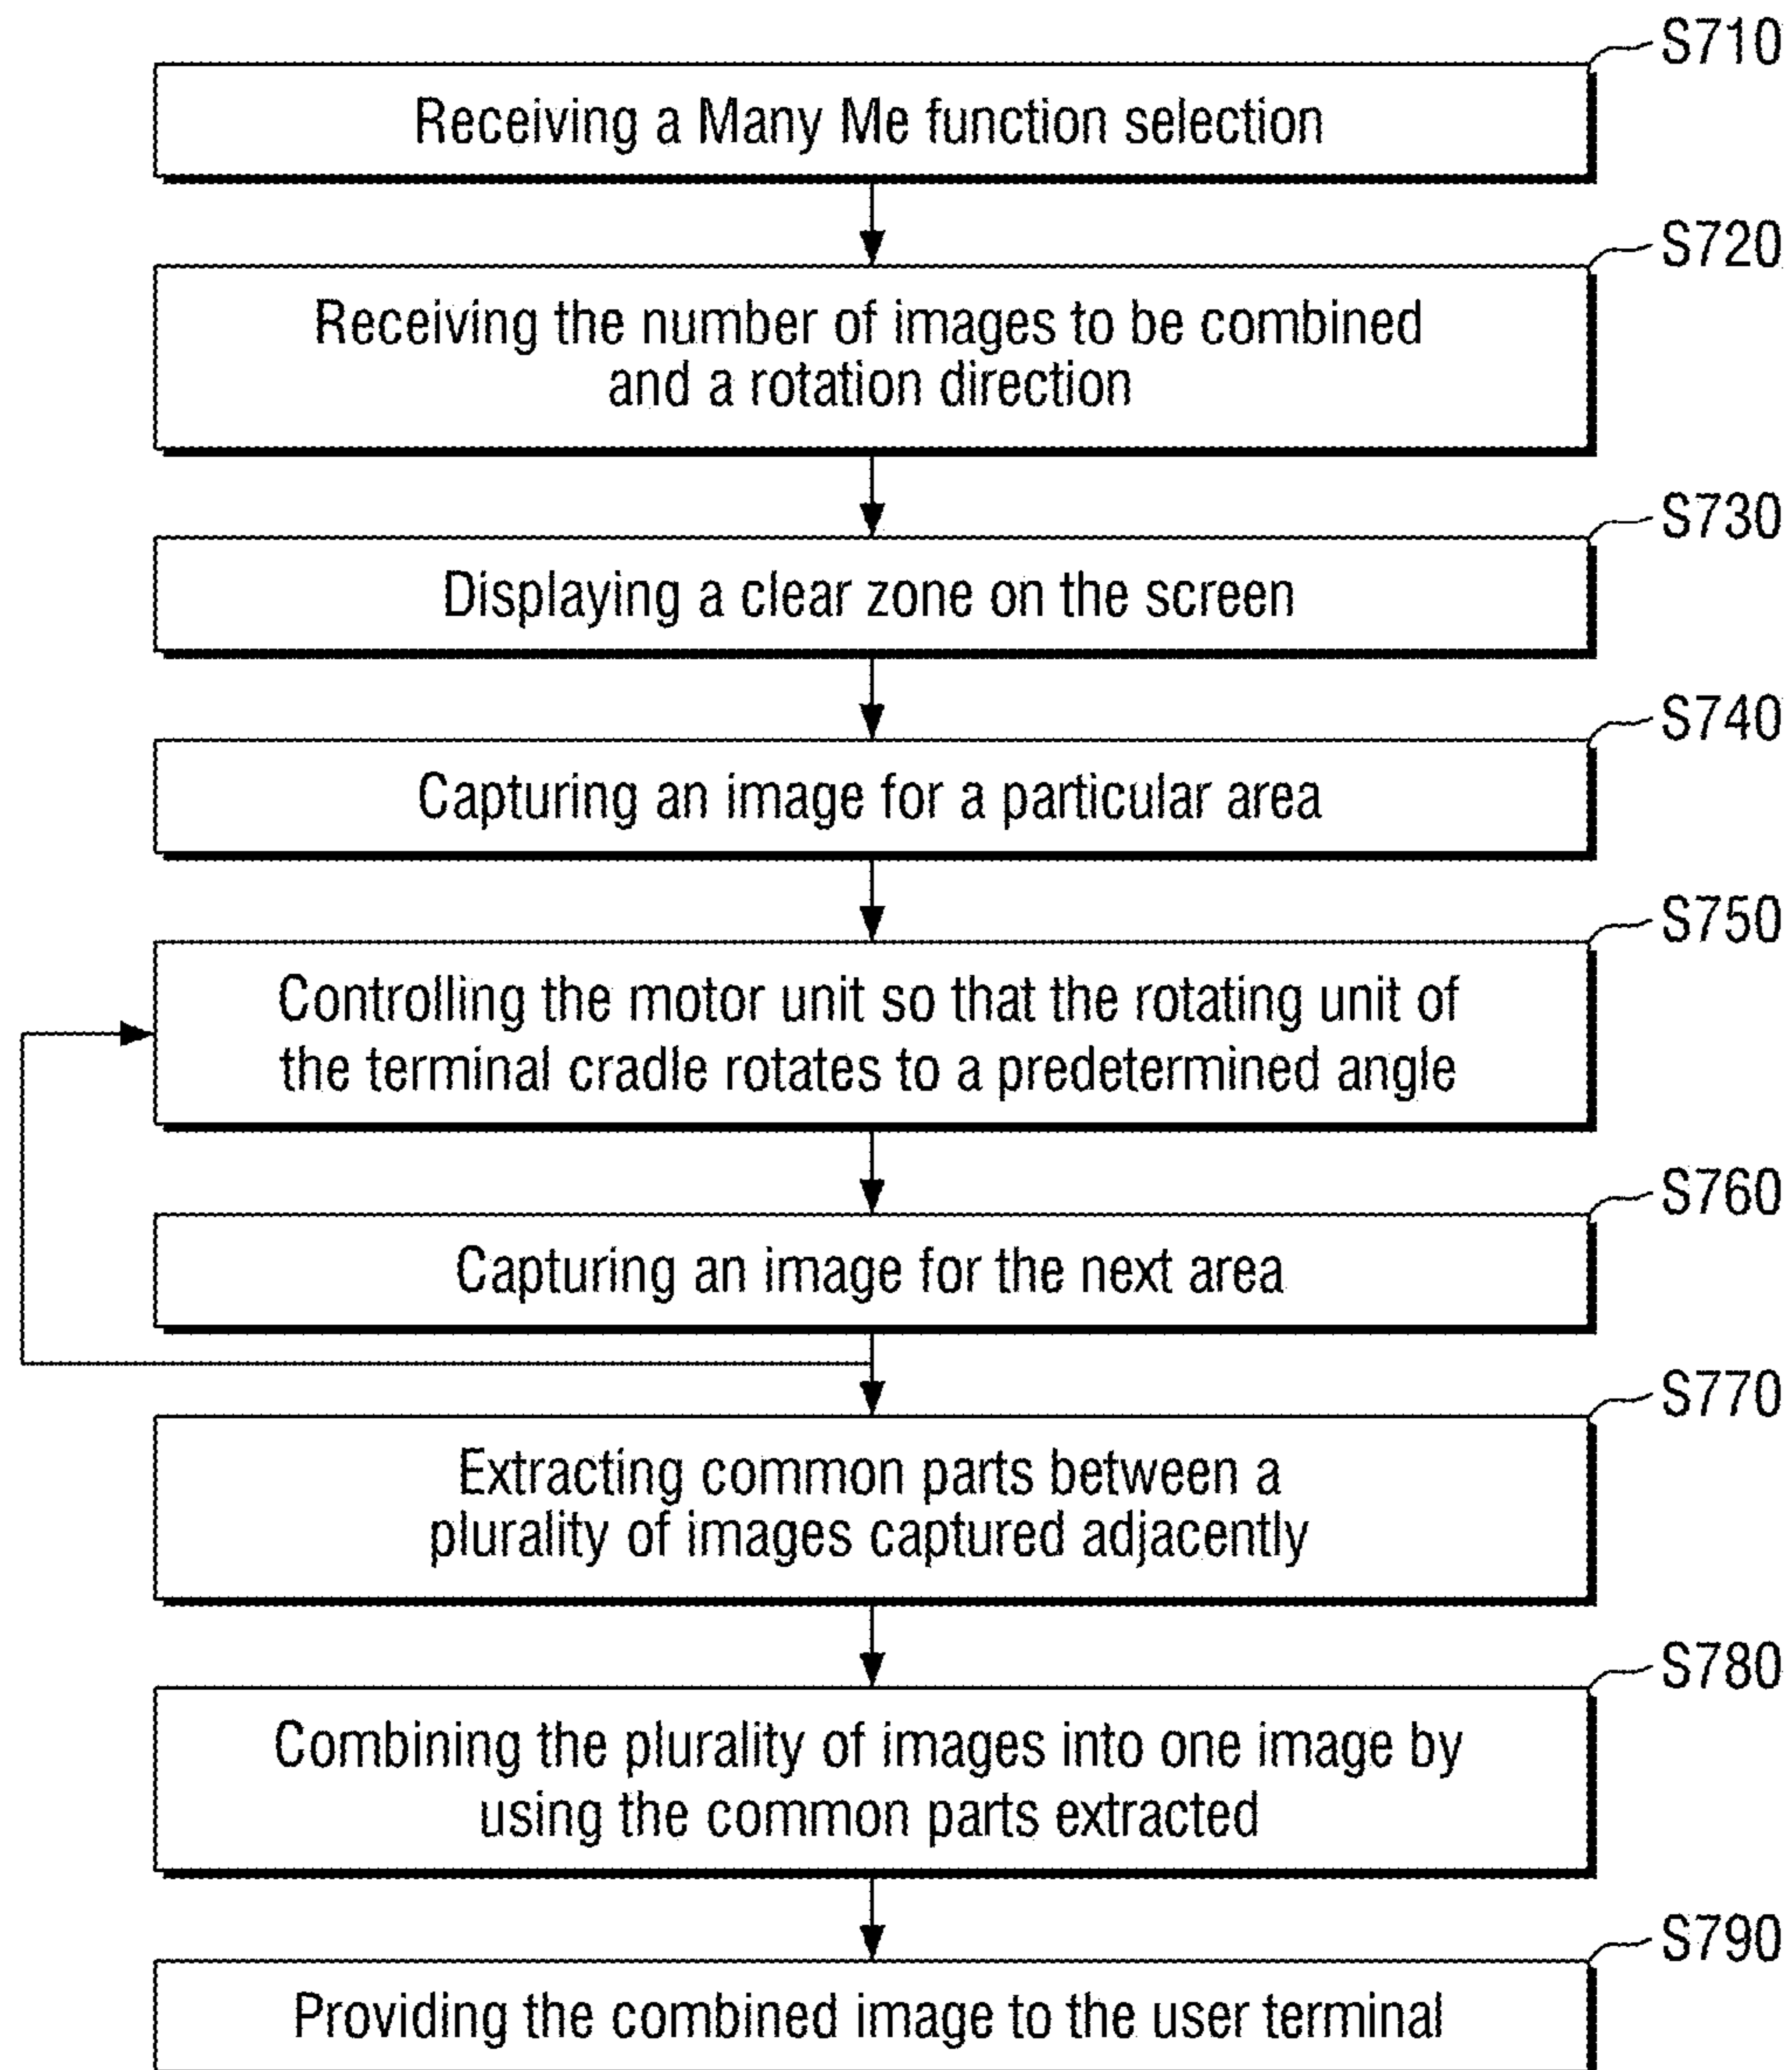 S710
Receiving a Many Me function selection
S720
Receiving the number of images to be combined
and a rotation direction
S730
Displaying a clear zone on the screen
S740
Capturing an image for a particular area
S750
Controlling the motor unit so that the rotating unit of
the terminal cradle rotates to a predetermined angle
S760
Capturing an image for the next area
S770
Extracting common parts between a
plurality of images captured adjacently
S780
Combining the plurality of images into one image by
using the common parts extracted
S790
Providing the combined image to the user terminal